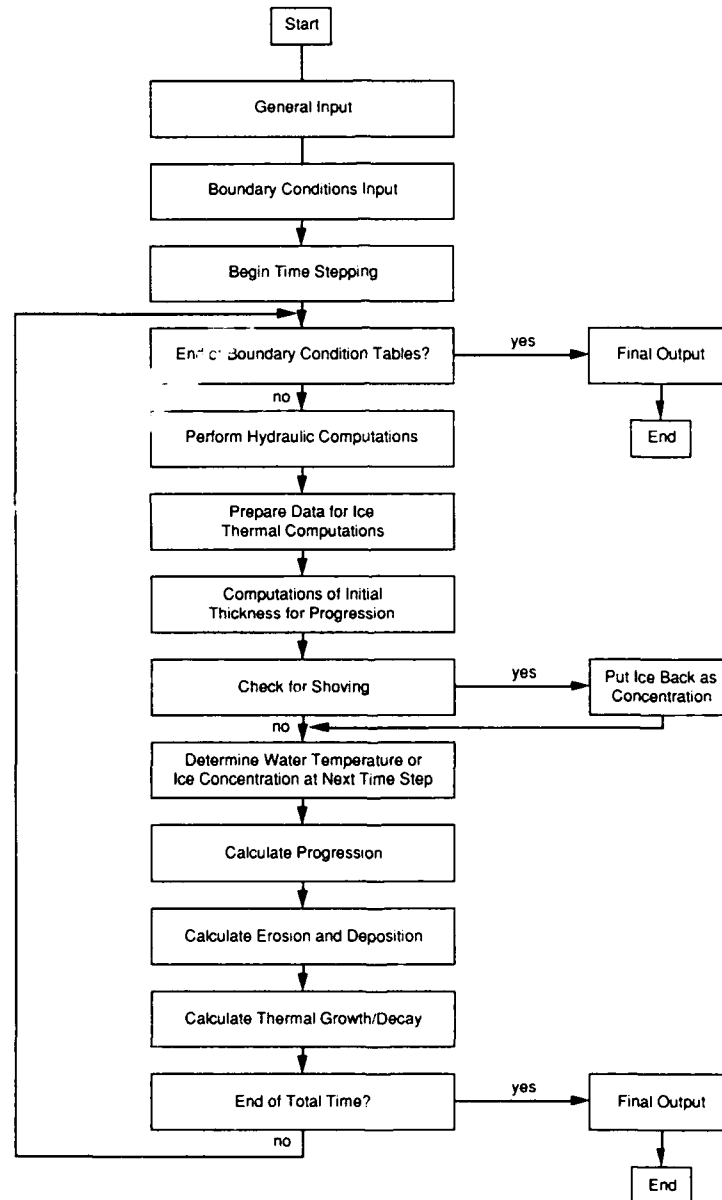 Start
General Input
Boundary Conditions Input
Begin Time Stepping
End of Boundary Condition Tables?
yes
Final Output
End
no
Perform Hydraulic Computations
Prepare Data for Ice
Thermal Computations
Computations of Initial
Thickness for Progression
Check for Shoving
yes
Put Ice Back as
Concentration
no
Determine Water Temperature or
Ice Concentration at Next Time Step
Calculate Progression
Calculate Erosion and Deposition
Calculate Thermal Growth/Decay
End of Total Time?
yes
Final Output
no
End